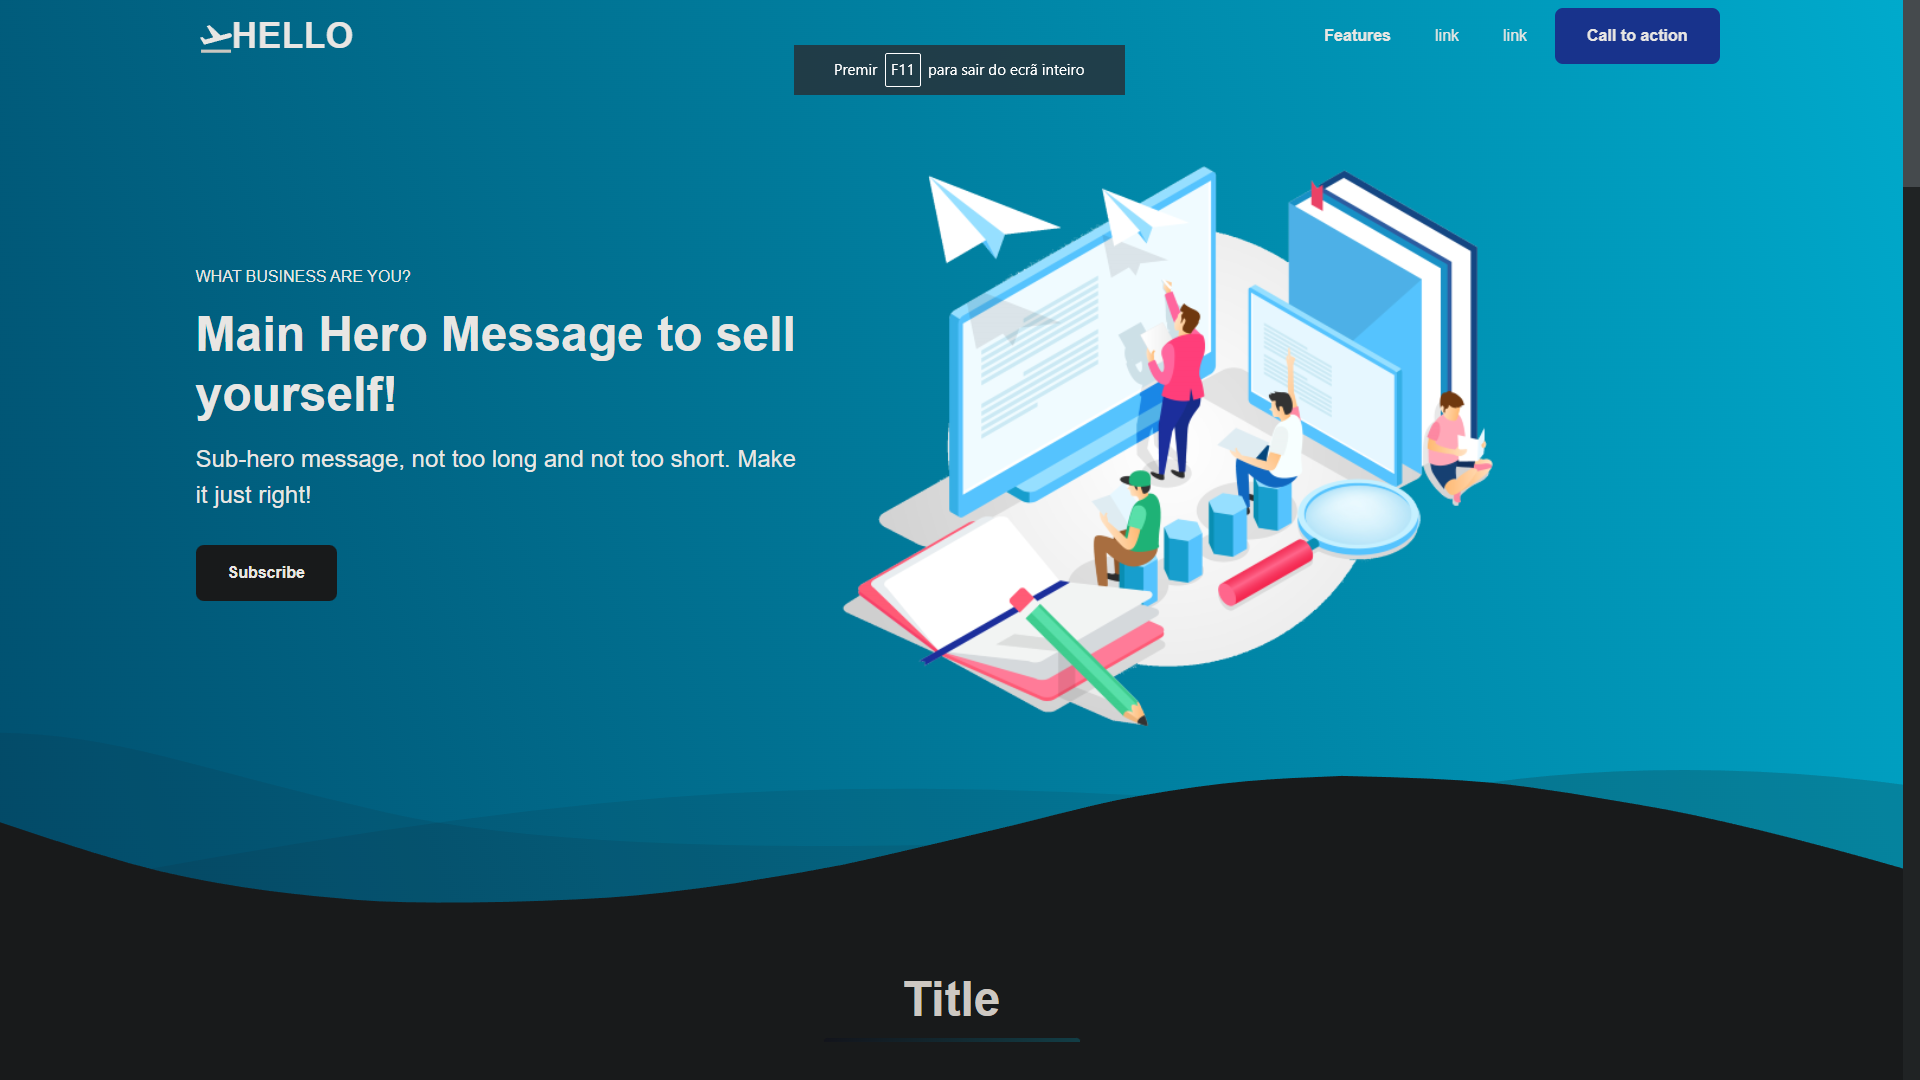 HELLO
Features
link
link
Call to action
Premir F11 para sair do ecrã inteiro
WHAT BUSINESS ARE YOU?
Main Hero Message to sell
yourself!
Sub-hero message, not too long and not too short. Make
it just right!
Subscribe
Title